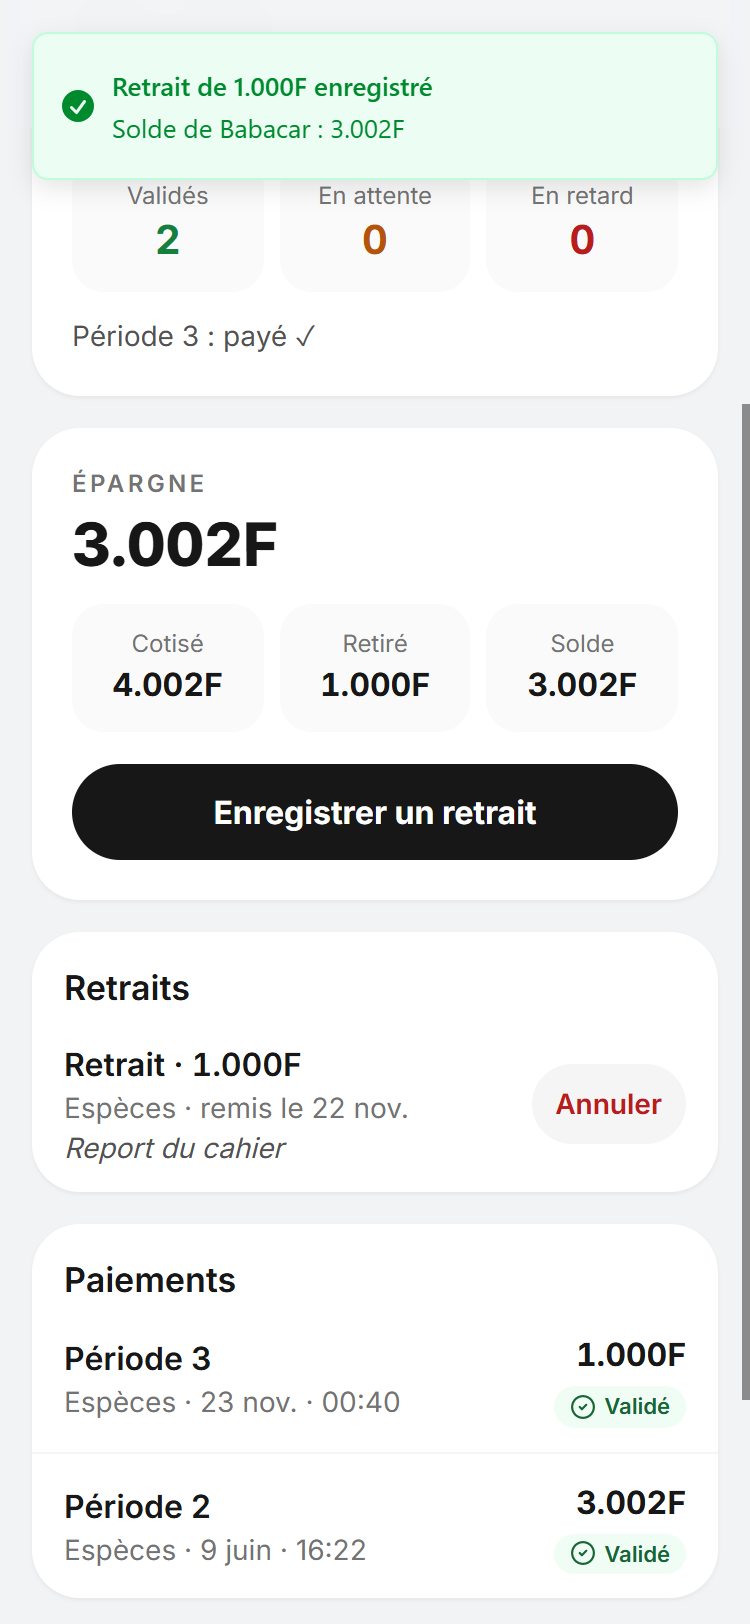 Retrait de 1.000F enregistré
Solde de Babacar : 3.002F
Validés En attente En retard
2 0 0
Période 3 : payé ✓
ÉPARGNE
3.002F
Cotisé Retiré Solde
4.002F 1.000F 3.002F
Enregistrer un retrait
Retraits
Retrait · 1.000F
Espèces · remis le 22 nov.
Report du cahier
Annuler
Paiements
Période 3
1.000F
Espèces · 23 nov. · 00:40
Validé
Période 2
3.002F
Espèces · 9 juin · 16:22
Validé